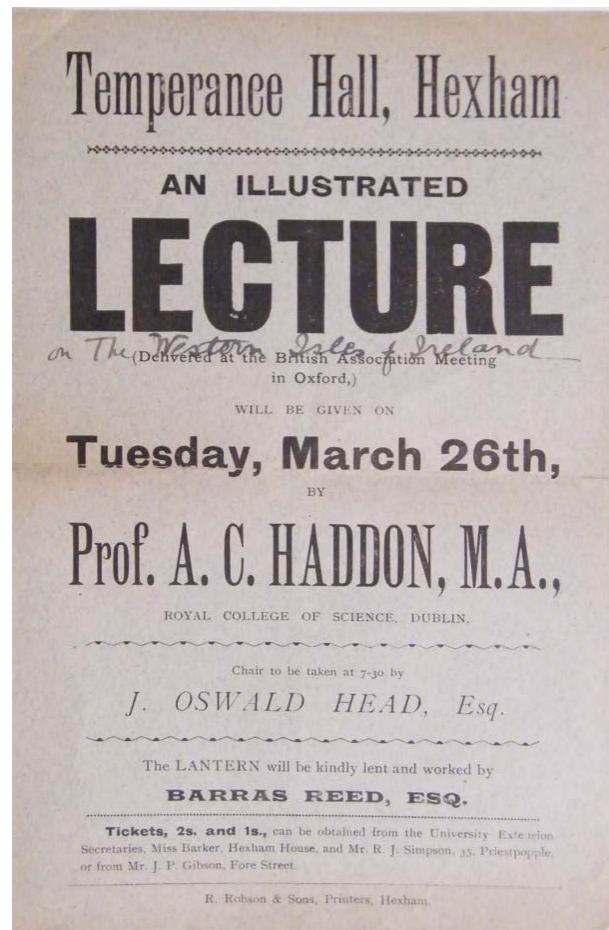 Temperance Hall, Hexham
AN ILLUSTRATED
LECTURE
on The Western Isles of Ireland
(Delivered at the British Association Meeting
in Oxford,)
WILL BE GIVEN ON
Tuesday, March 26th,
BY
Prof. A. C. HADDON, M.A.,
ROYAL COLLEGE OF SCIENCE, DUBLIN.
Chair to be taken at 7-30 by
J. OSWALD HEAD, Esq.
The LANTERN will be kindly lent and worked by
BARRAS REED, ESQ.
Tickets, 2s. and 1s., can be obtained from the University Extension
Secretaries, Miss Barker, Hexham House, and Mr. R. J. Simpson, 35, Priestpopple,
or from Mr. J. P. Gibson, Fore Street.
R. Robson & Sons, Printers, Hexham.